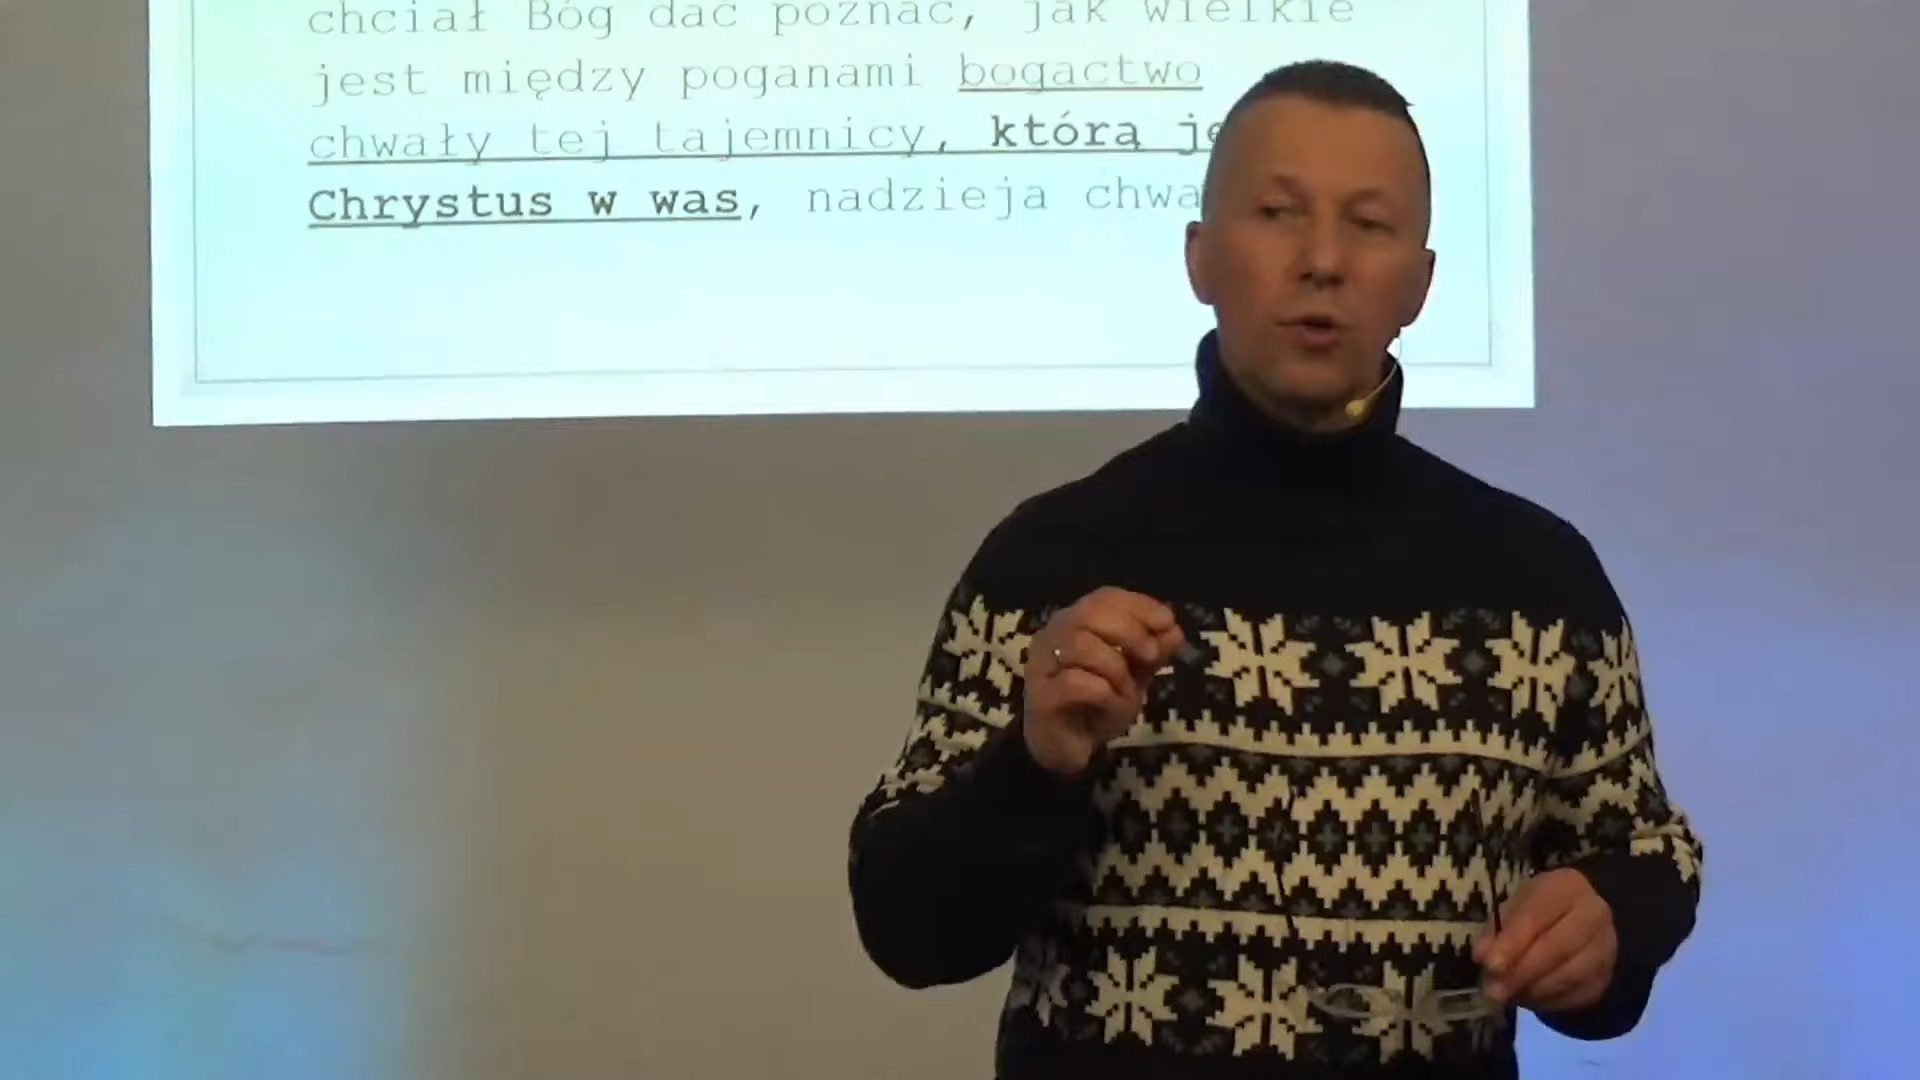 chciał Bóg dać poznać, jak wielkie
jest między poganami bogactwo
chwały tej tajemnicy, którą je
Chrystus w was, nadzieja chwa